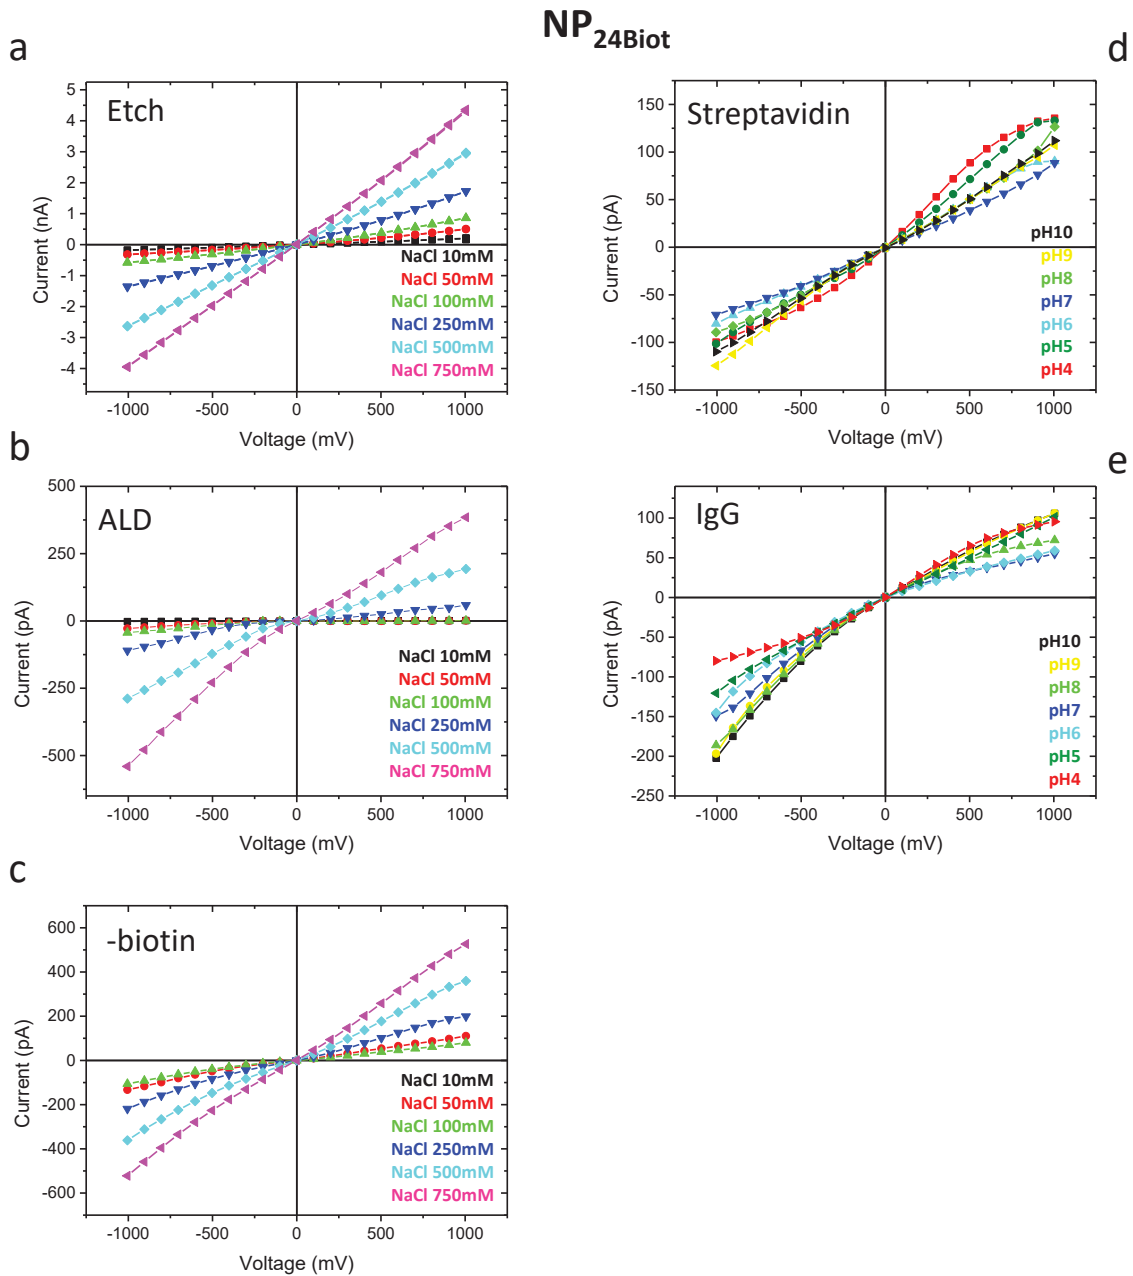 NP24Biot
a
Etch
5
4
3
2
1
0
-1
-2
-3
-4
Current (nA)
NaCl 10mM
NaCl 50mM
NaCl 100mM
NaCl 250mM
NaCl 500mM
NaCl 750mM
-1000 -500 0 500 1000
Voltage (mV)
b
ALD
500
250
0
-250
-500
Current (pA)
NaCl 10mM
NaCl 50mM
NaCl 100mM
NaCl 250mM
NaCl 500mM
NaCl 750mM
-1000 -500 0 500 1000
Voltage (mV)
c
-biotin
600
400
200
0
-200
-400
-600
Current (pA)
NaCl 10mM
NaCl 50mM
NaCl 100mM
NaCl 250mM
NaCl 500mM
NaCl 750mM
-1000 -500 0 500 1000
Voltage (mV)
d
Streptavidin
150
100
50
0
-50
-100
-150
Current (pA)
pH10
pH9
pH8
pH7
pH6
pH5
pH4
-1000 -500 0 500 1000
Voltage (mV)
e
IgG
100
50
0
-50
-100
-150
-200
-250
Current (pA)
pH10
pH9
pH8
pH7
pH6
pH5
pH4
-1000 -500 0 500 1000
Voltage (mV)